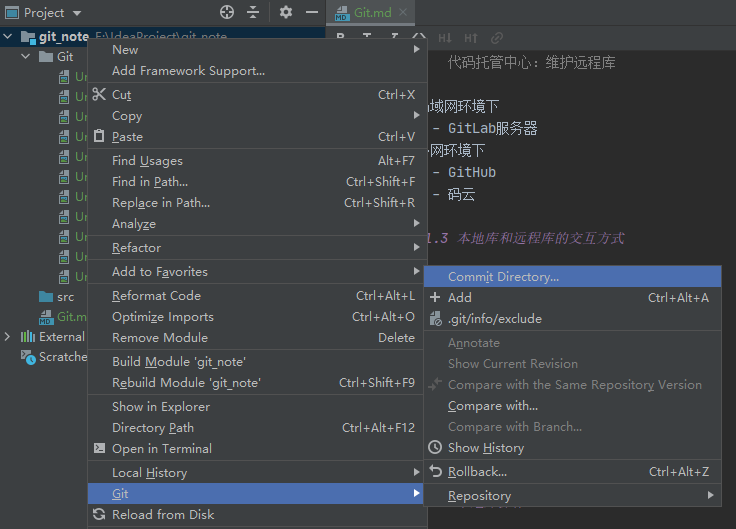 Project
Git.md
git_note E:\IdeaProject\git_note
Git
Ur
Ur
Ur
Ur
Ur
Ur
Ur
Ur
Ur
Ur
Ur
src
Git.m
External
Scratche
New
Add Framework Support...
Cut Ctrl+X
Copy
Paste Ctrl+V
Find Usages Alt+F7
Find in Path... Ctrl+Shift+F
Replace in Path... Ctrl+Shift+R
Analyze
Refactor
Add to Favorites
Reformat Code Ctrl+Alt+L
Optimize Imports Ctrl+Alt+O
Remove Module Delete
Build Module 'git_note'
Rebuild Module 'git_note' Ctrl+Shift+F9
Show in Explorer
Directory Path Ctrl+Alt+F12
Open in Terminal
Local History
Git
Reload from Disk
H↓ H↑
代码托管中心：维护远程库
域网环境下
- GitLab服务器
网环境下
- GitHub
- 码云
1.3 本地库和远程库的交互方式
Commit Directory...
Add Ctrl+Alt+A
.git/info/exclude
Annotate
Show Current Revision
Compare with the Same Repository Version
Compare with...
Compare with Branch...
Show History
Rollback... Ctrl+Alt+Z
Repository